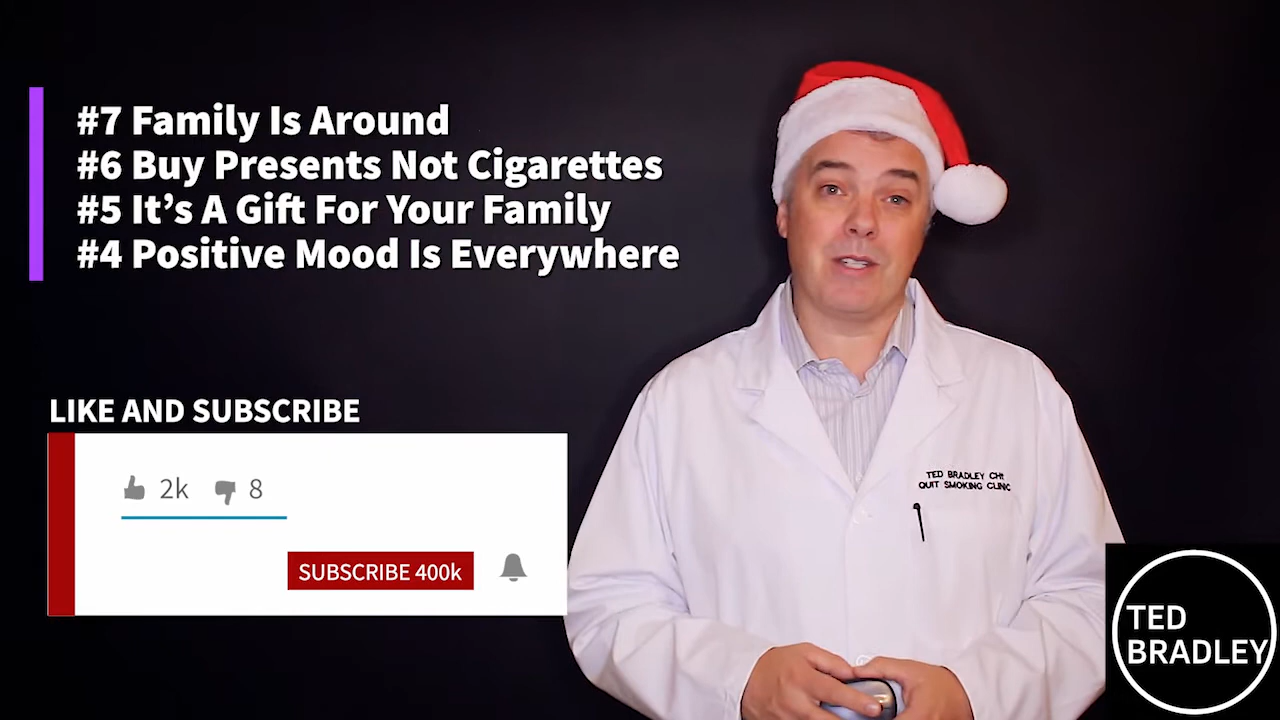 #7 Family Is Around
#6 Buy Presents Not Cigarettes
#5 It's A Gift For Your Family
#4 Positive Mood Is Everywhere
LIKE AND SUBSCRIBE
2k 8
SUBSCRIBE 400k
TED BRADLEY CHt
QUIT SMOKING CLINIC
TED
BRADLEY